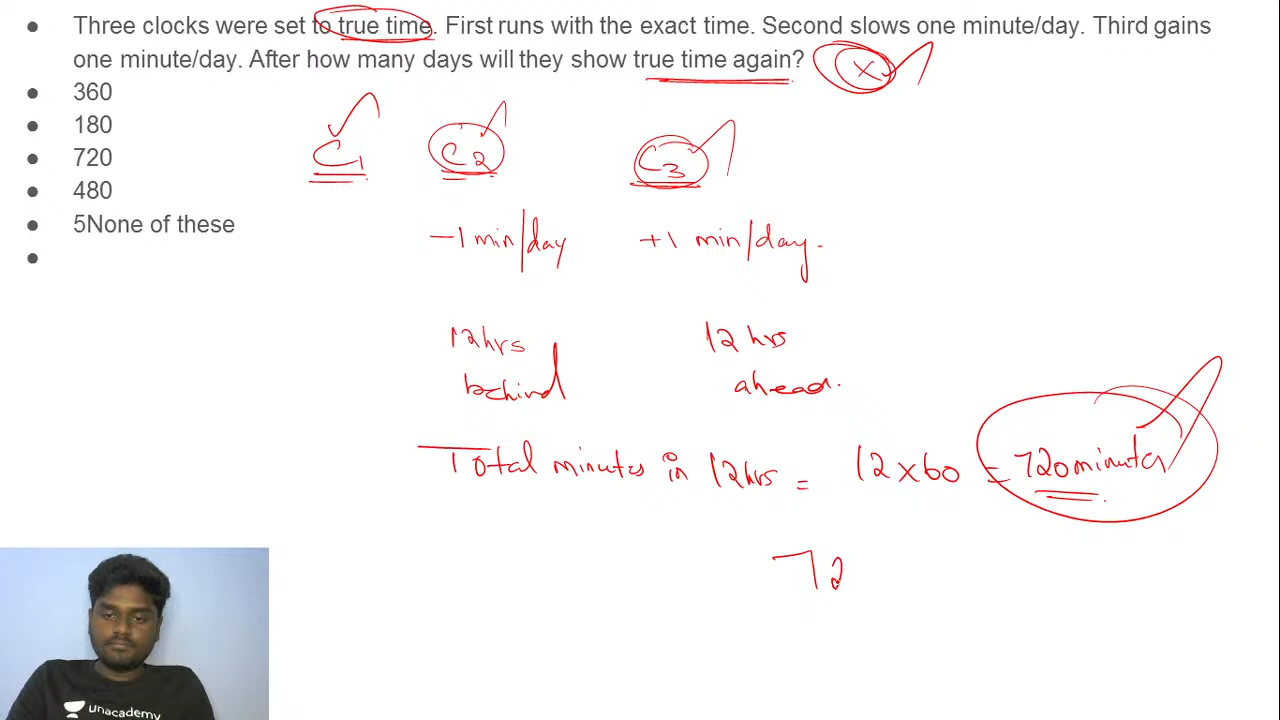 ● Three clocks were set to true time. First runs with the exact time. Second slows one minute/day. Third gains
one minute/day. After how many days will they show true time again? X
● 360
● 180
● 720
● 480
● 5None of these
●
C1 C2 C3
-1 min/day +1 min/day.
12hrs 12 hrs
behind ahead.
Total minutes in 12hrs = 12 x 60 = 720 minutes
72
unacademy